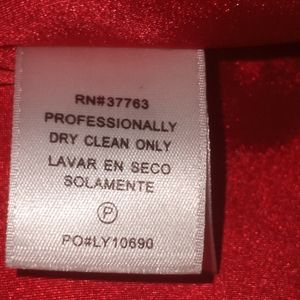 RN#37763
PROFESSIONALLY
DRY CLEAN ONLY
LAVAR EN SECO
SOLAMENTE
P
PO#LY10690